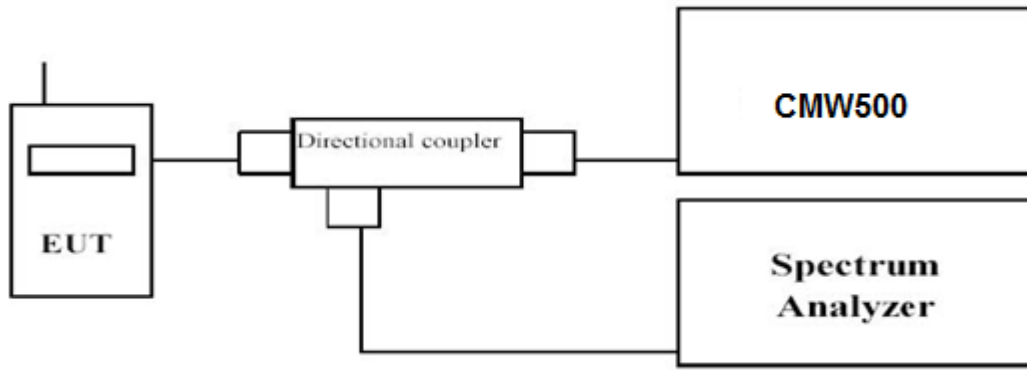 Directional coupler
CMW500
EUT
Spectrum
Analyzer